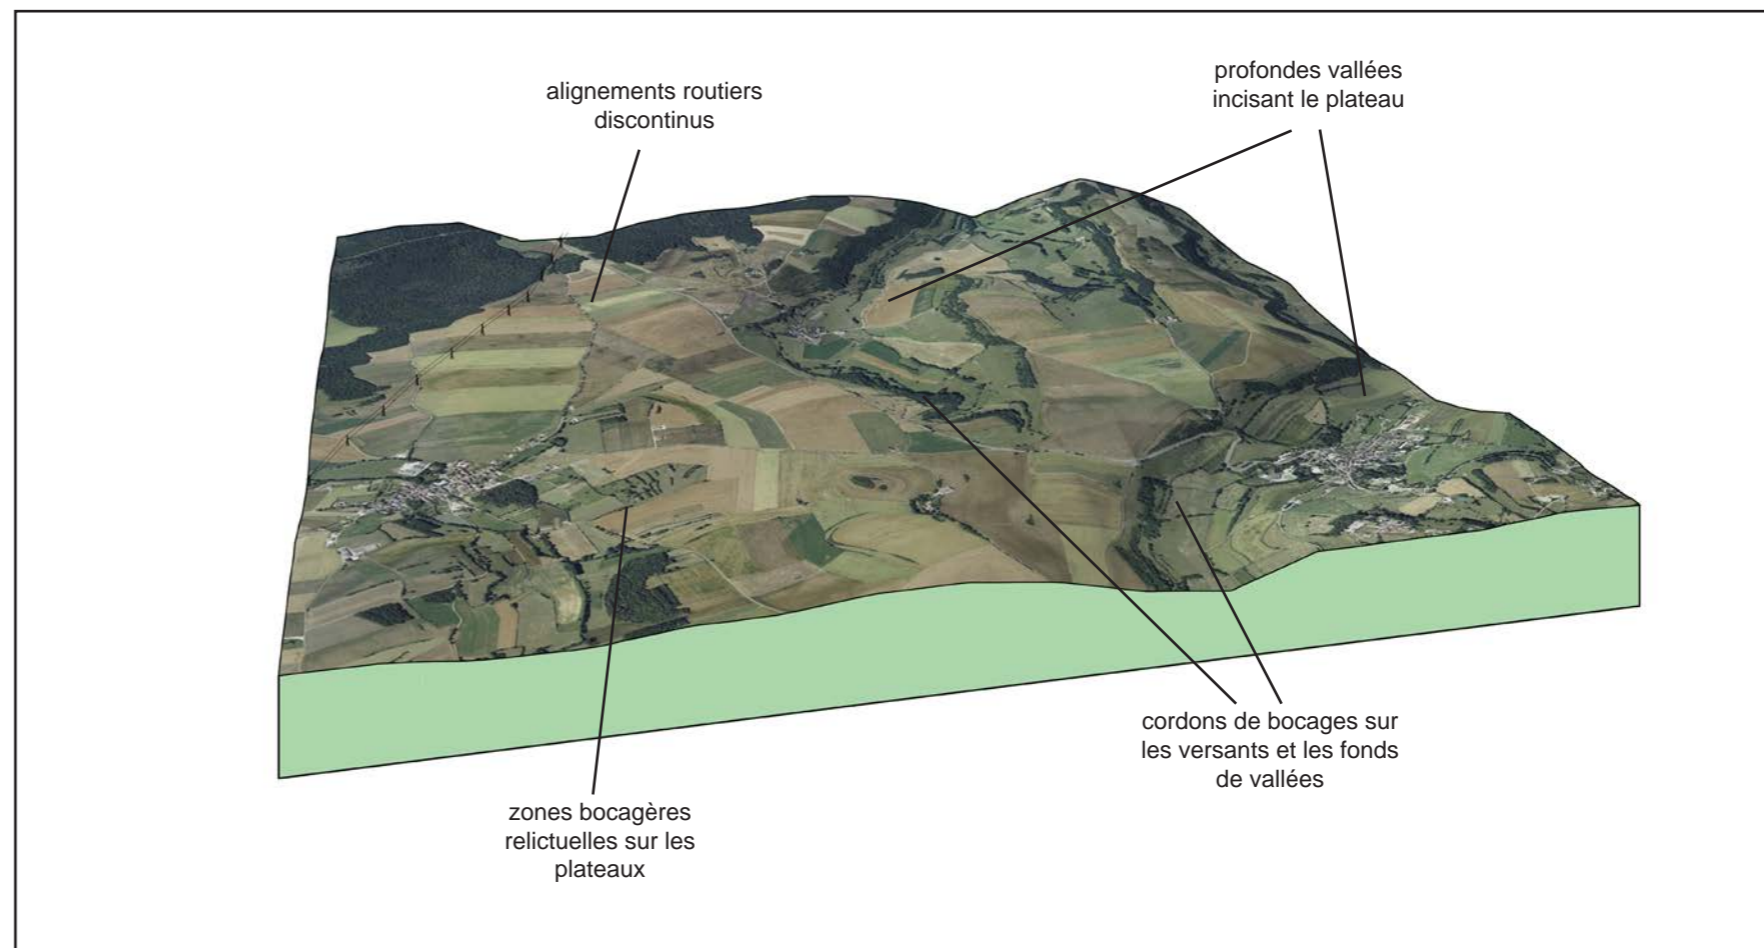 alignements routiers
discontinus
profondes vallées
incisant le plateau
cordons de bocages sur
les versants et les fonds
de vallées
zones bocagères
relictuelles sur les
plateaux